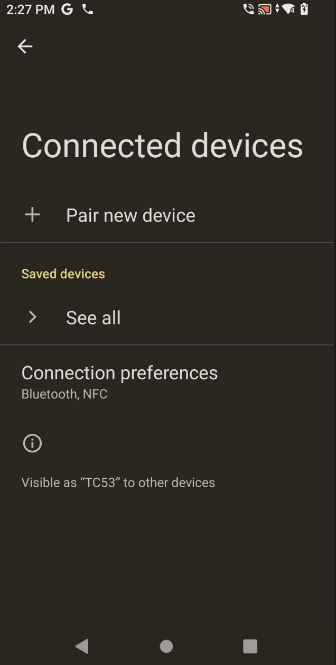 2:27 PM G
Connected devices
Pair new device
Saved devices
See all
Connection preferences
Bluetooth, NFC
Visible as “TC53” to other devices